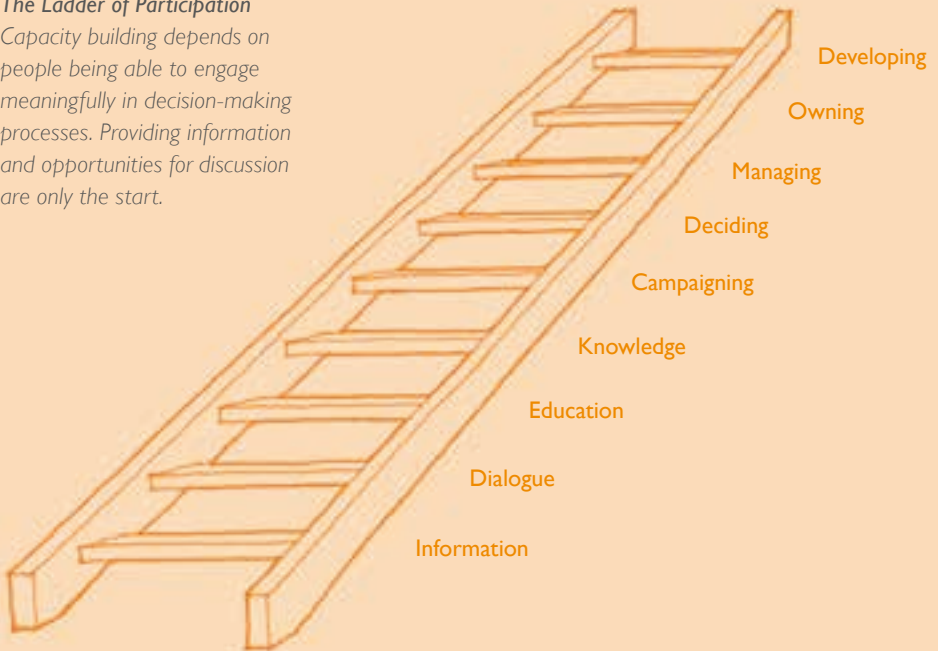 The Ladder of Participation
Capacity building depends on
people being able to engage
meaningfully in decision-making
processes. Providing information
and opportunities for discussion
are only the start.
Developing
Owning
Managing
Deciding
Campaigning
Knowledge
Education
Dialogue
Information